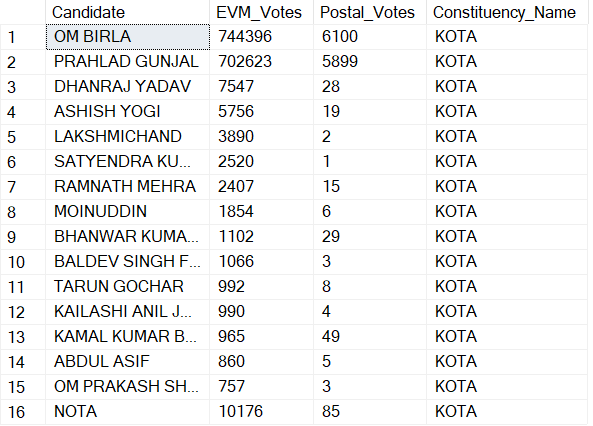 Candidate EVM_Votes Postal_Votes Constituency_Name
1 OM BIRLA 744396 6100 KOTA
2 PRAHLAD GUNJAL 702623 5899 KOTA
3 DHANRAJ YADAV 7547 28 KOTA
4 ASHISH YOGI 5756 19 KOTA
5 LAKSHMICHAND 3890 2 KOTA
6 SATYENDRA KU... 2520 1 KOTA
7 RAMNATH MEHRA 2407 15 KOTA
8 MOINUDDIN 1854 6 KOTA
9 BHANWAR KUMA... 1102 29 KOTA
10 BALDEV SINGH F... 1066 3 KOTA
11 TARUN GOCHAR 992 8 KOTA
12 KAILASHI ANIL J... 990 4 KOTA
13 KAMAL KUMAR B... 965 49 KOTA
14 ABDUL ASIF 860 5 KOTA
15 OM PRAKASH SH... 757 3 KOTA
16 NOTA 10176 85 KOTA